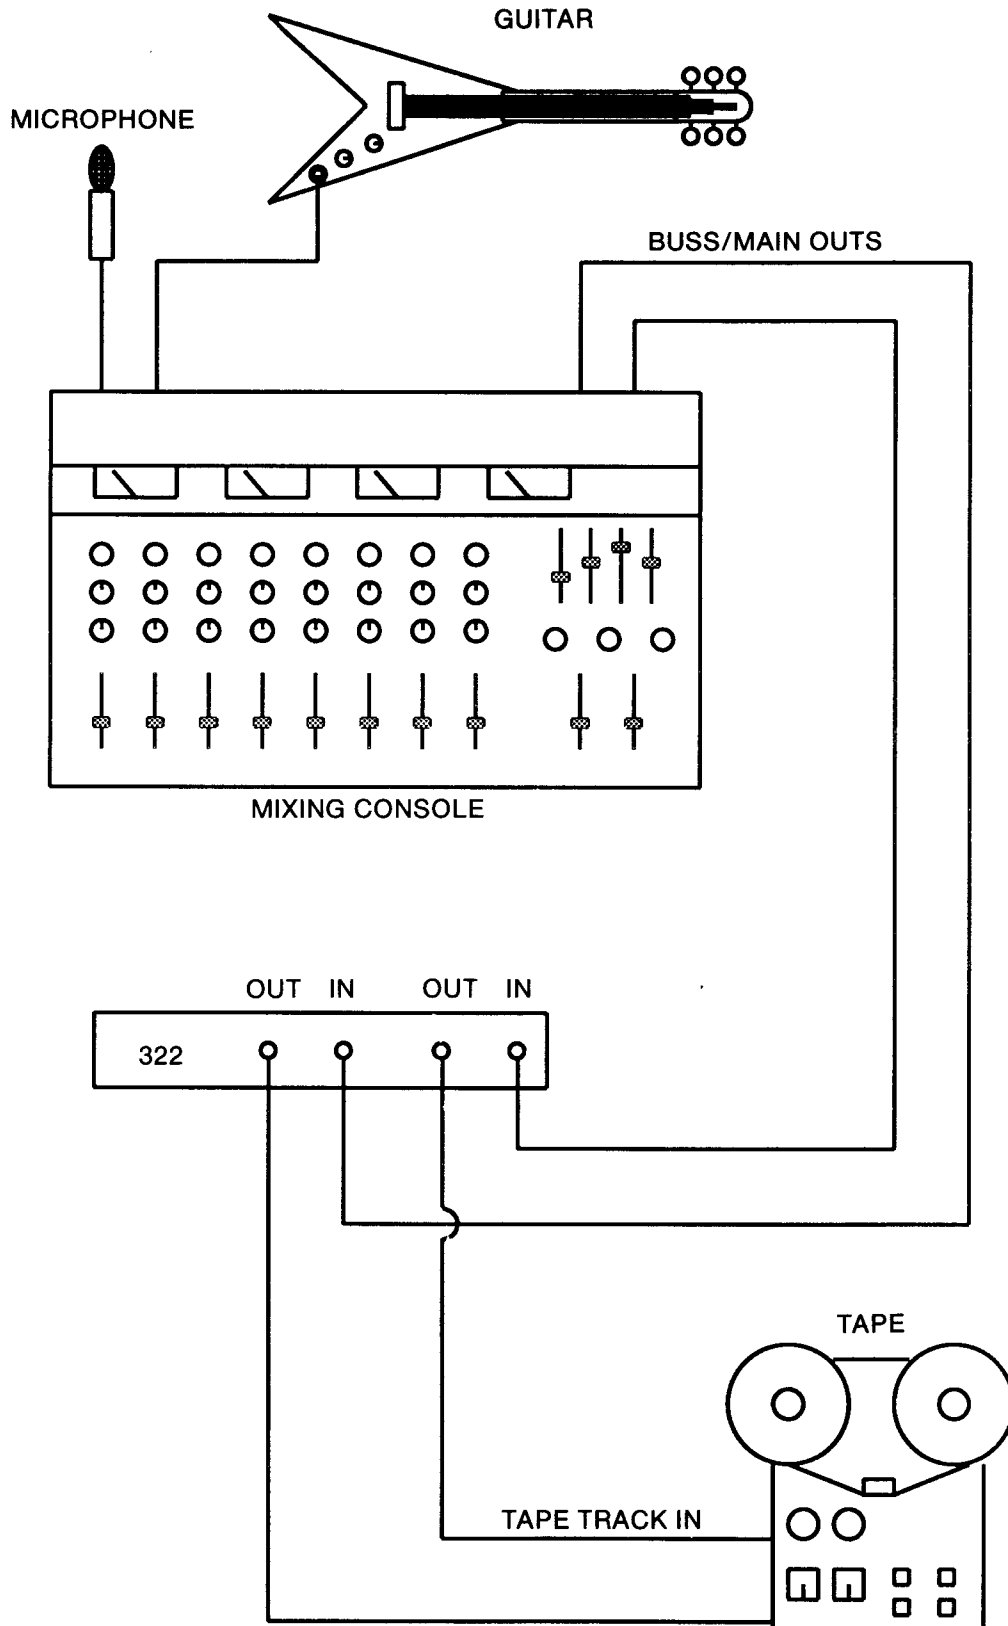 GUITAR
MICROPHONE
BUSS/MAIN OUTS
MIXING CONSOLE
OUT IN OUT IN
322
TAPE
TAPE TRACK IN